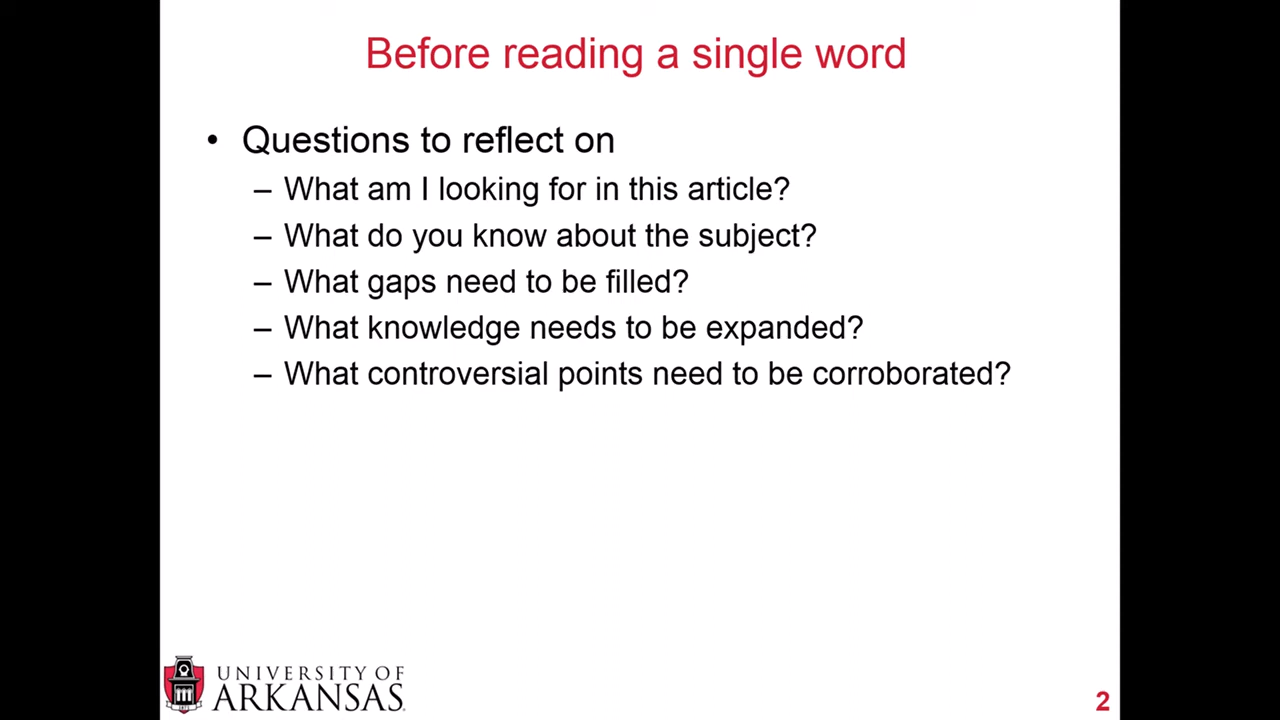 Before reading a single word
• Questions to reflect on
– What am I looking for in this article?
– What do you know about the subject?
– What gaps need to be filled?
– What knowledge needs to be expanded?
– What controversial points need to be corroborated?
UNIVERSITY OF
ARKANSAS
2